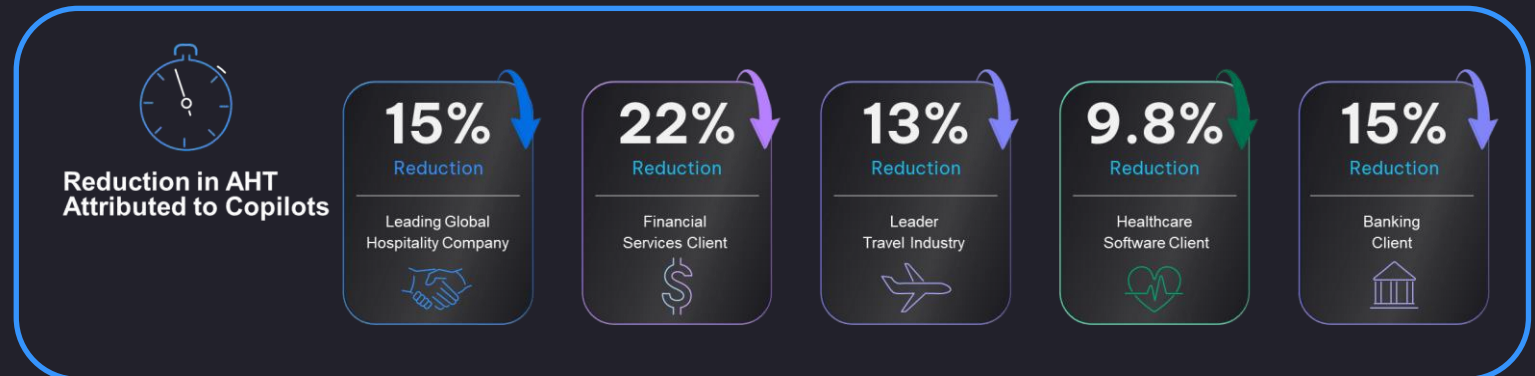 Reduction in AHT
Attributed to Copilots
15%
Reduction
Leading Global
Hospitality Company
22%
Reduction
Financial
Services Client
13%
Reduction
Leader
Travel Industry
9.8%
Reduction
Healthcare
Software Client
15%
Reduction
Banking
Client